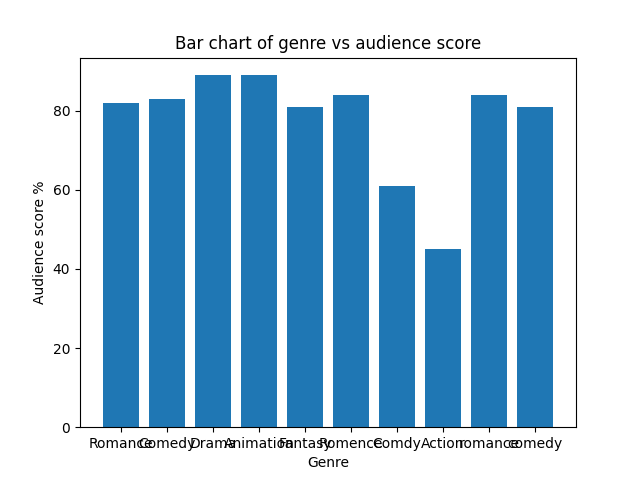 Bar chart of genre vs audience score
Audience score %
80
60
40
20
0
Romance Comedy Drama Animation Fantasy Romence Comdy Action romance comedy
Genre